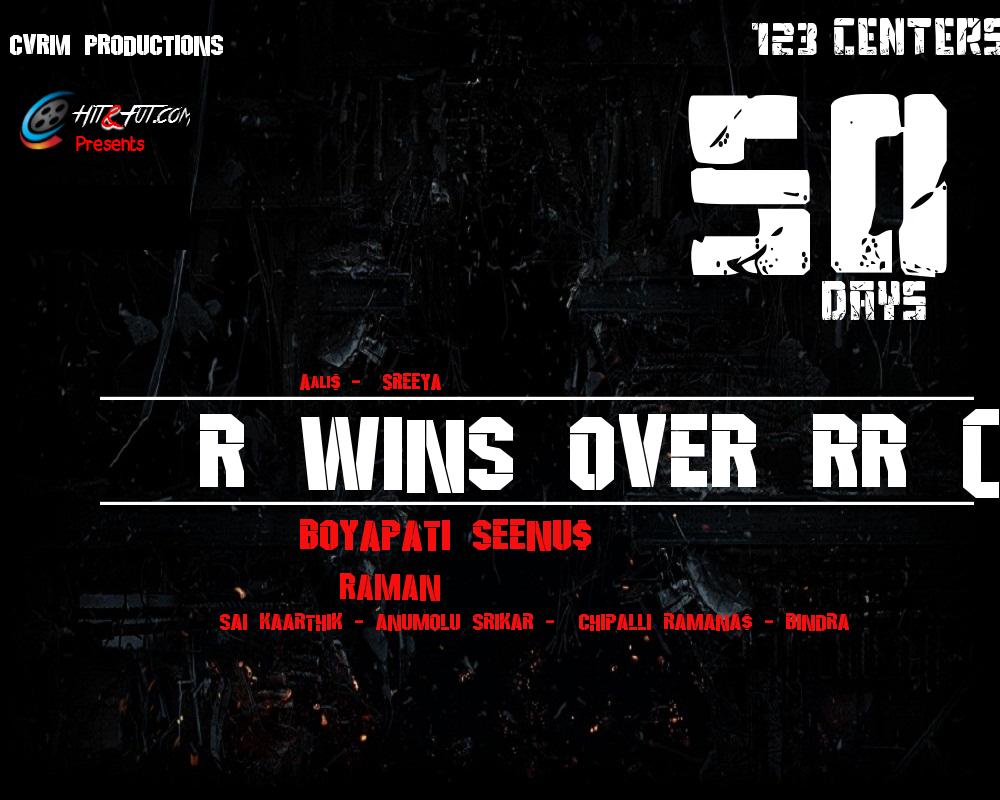 CVRIM PRODUCTIONS
123 CENTERS
HIT&FUT.COM
Presents
50
DAYS
AALI$ - SREEYA
R WINS OVER RR
BOYAPATI SEENU$
RAMAN
SAI KAARTHIK - ANUMOLU SRIKAR - CHIPALLI RAMANA$ - BINDRA